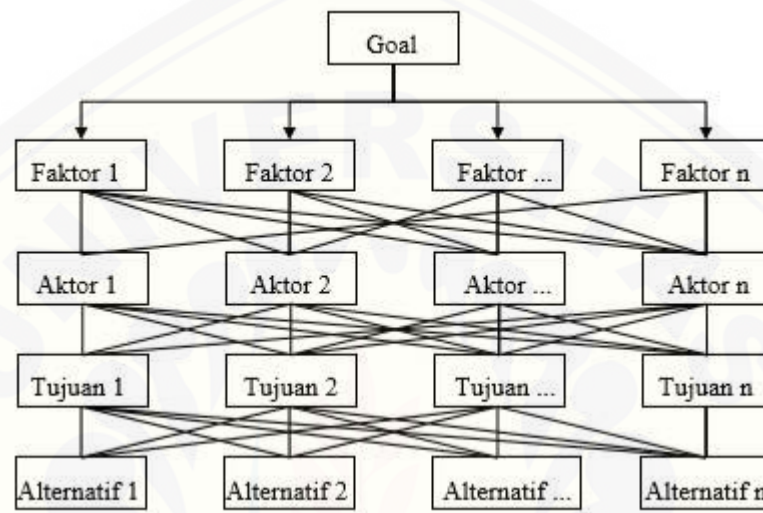 Goal
Faktor 1 Faktor 2 Faktor ... Faktor n
Aktor 1 Aktor 2 Aktor ... Aktor n
Tujuan 1 Tujuan 2 Tujuan ... Tujuan n
Alternatif 1 Alternatif 2 Alternatif ... Alternatif n